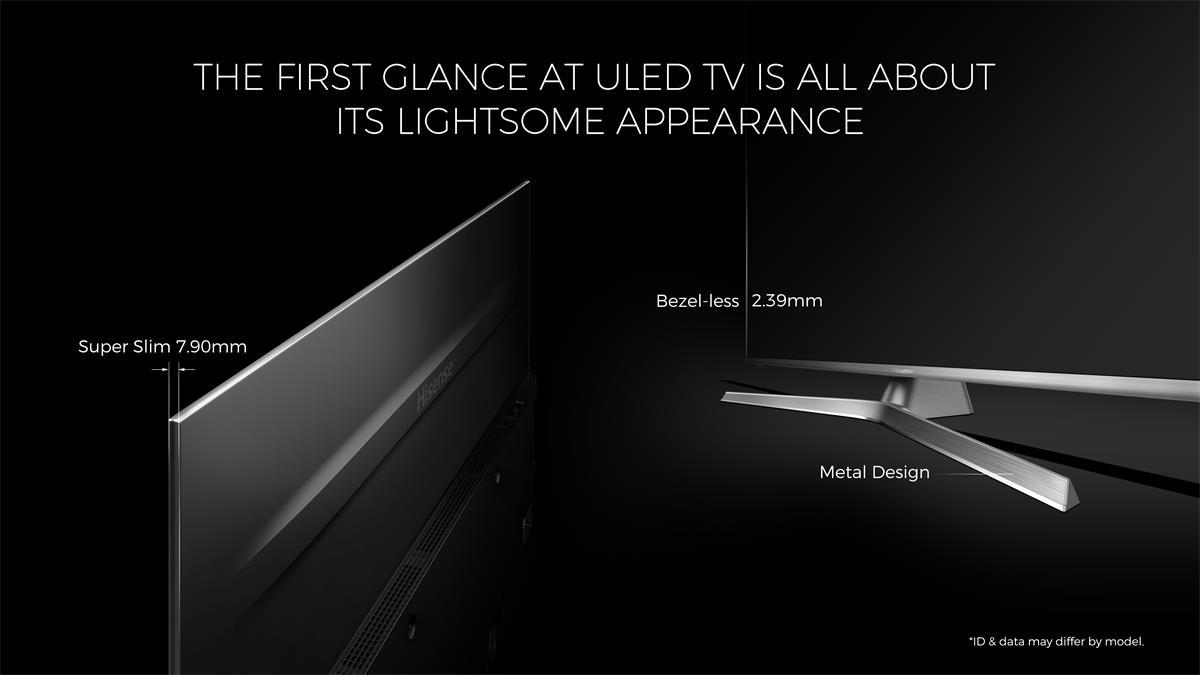 THE FIRST GLANCE AT ULED TV IS ALL ABOUT
ITS LIGHTSOME APPEARANCE
Super Slim 7.90mm
Hisense
Bezel-less 2.39mm
Hisense
Metal Design
*ID & data may differ by model.